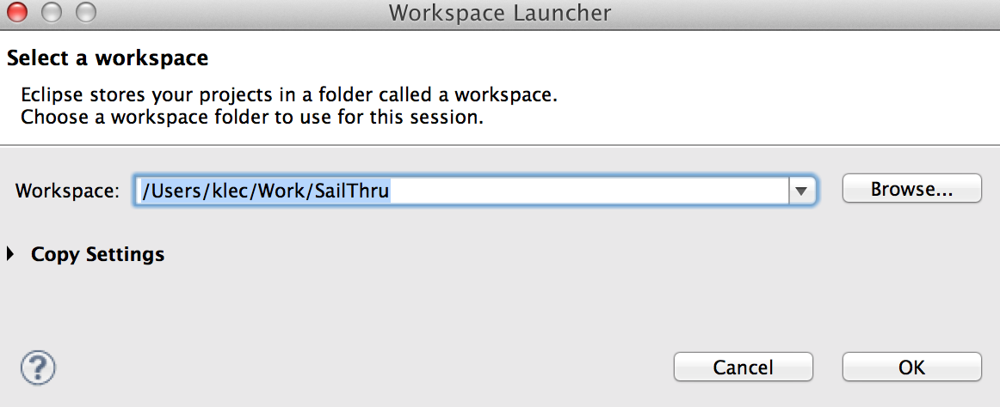 Workspace Launcher
Select a workspace
Eclipse stores your projects in a folder called a workspace.
Choose a workspace folder to use for this session.
Workspace: /Users/klec/Work/SailThru Browse...
Copy Settings
? Cancel OK